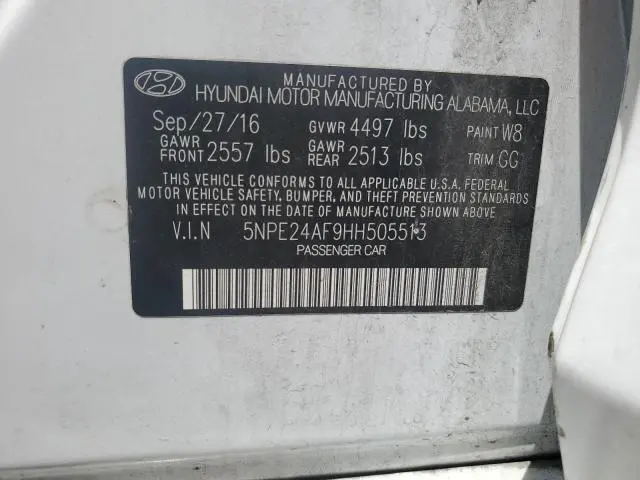 MANUFACTURED BY
HYUNDAI MOTOR MANUFACTURING ALABAMA, LLC
Sep/27/16 GVWR 4497 lbs PAINT W8
GAWR FRONT 2557 lbs GAWR REAR 2513 lbs TRIM GG
THIS VEHICLE CONFORMS TO ALL APPLICABLE U.S.A. FEDERAL
MOTOR VEHICLE SAFETY, BUMPER, AND THEFT PREVENTION STANDARDS
IN EFFECT ON THE DATE OF MANUFACTURE SHOWN ABOVE
V.I.N 5NPE24AF9HH505513
PASSENGER CAR